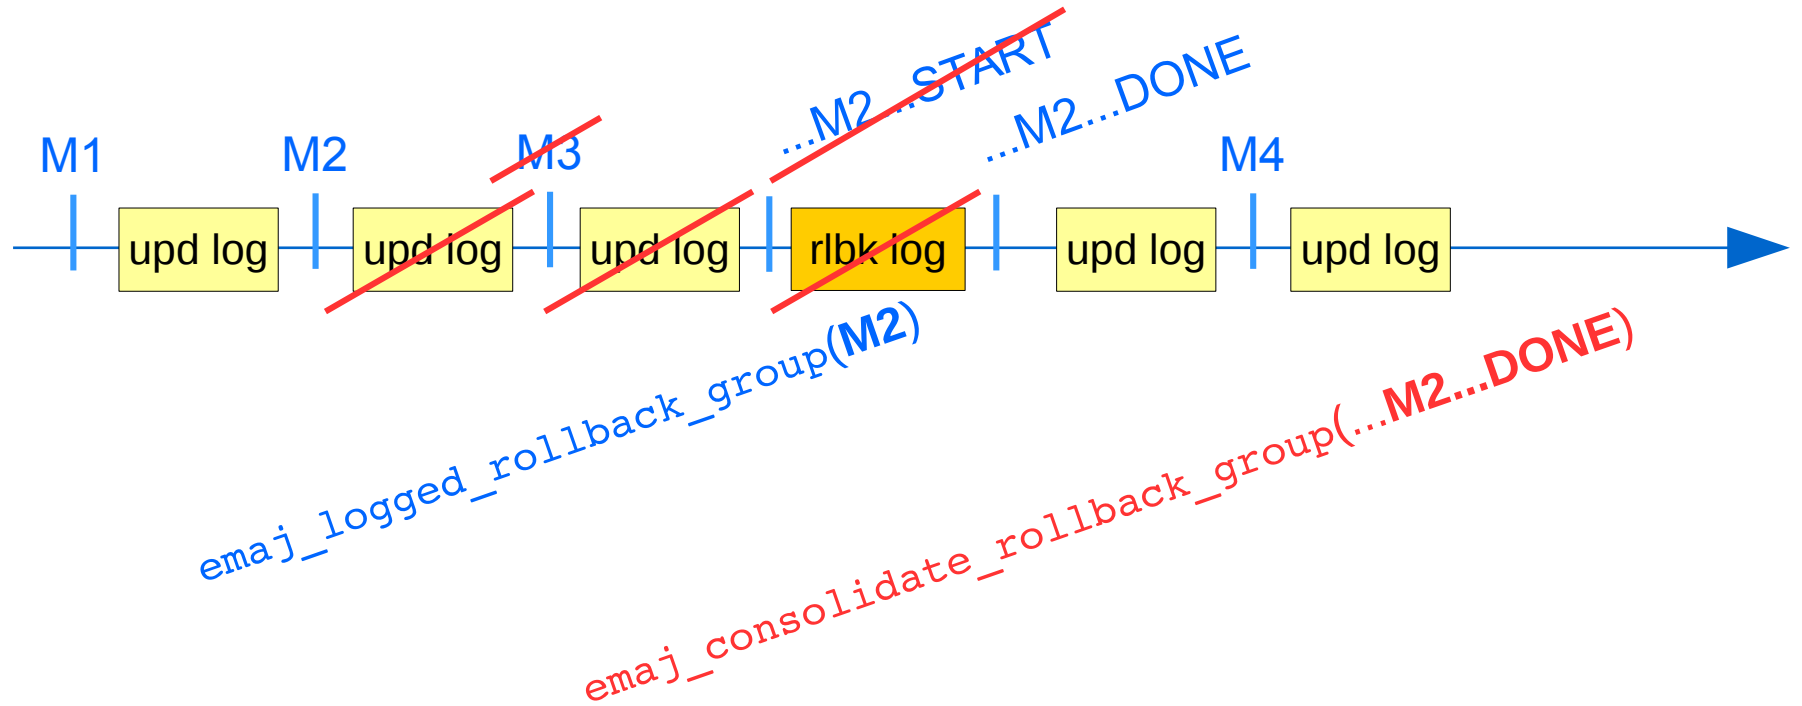 ...M2...START
...M2...DONE
M1
M2
M3
M4
upd log
upd log
upd log
rlbk log
upd log
upd log
emaj_logged_rollback_group(M2)
emaj_consolidate_rollback_group(...M2...DONE)